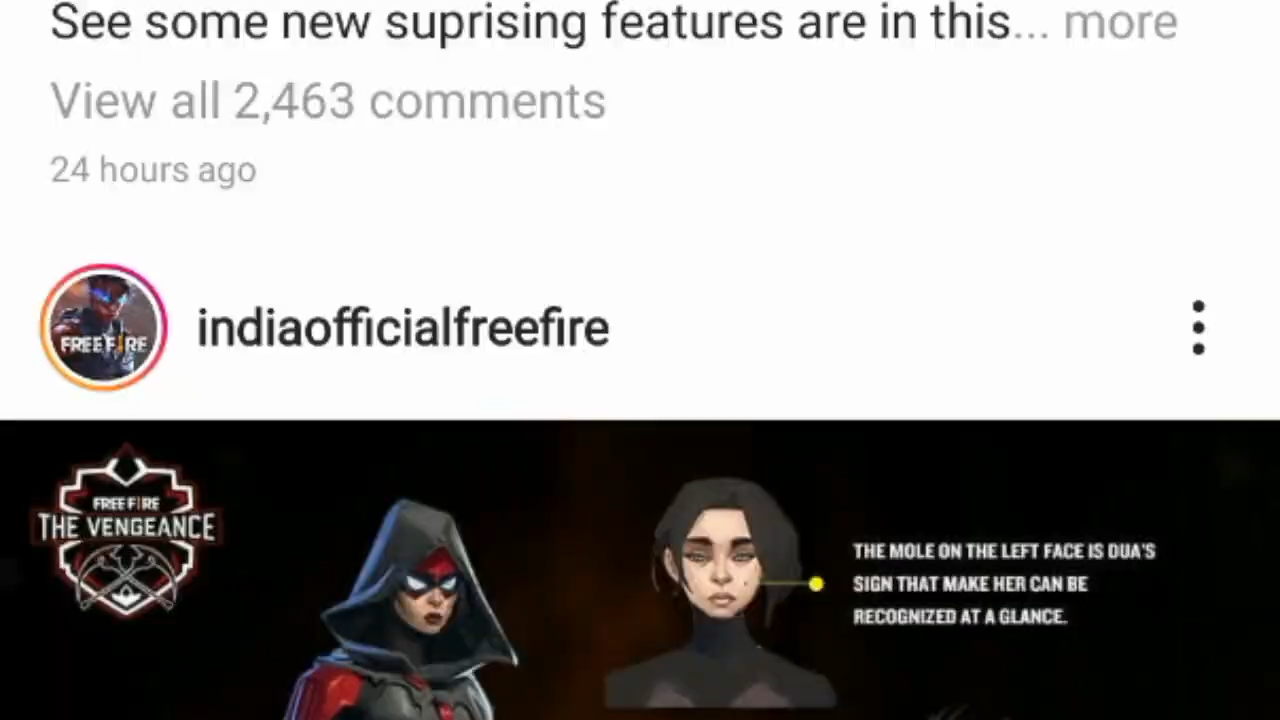 See some new suprising features are in this... more
View all 2,463 comments
24 hours ago
FREE FIRE
indiaofficialfreefire
FREE FIRE
THE VENGEANCE
THE MOLE ON THE LEFT FACE IS DUA'S
SIGN THAT MAKE HER CAN BE
RECOGNIZED AT A GLANCE.